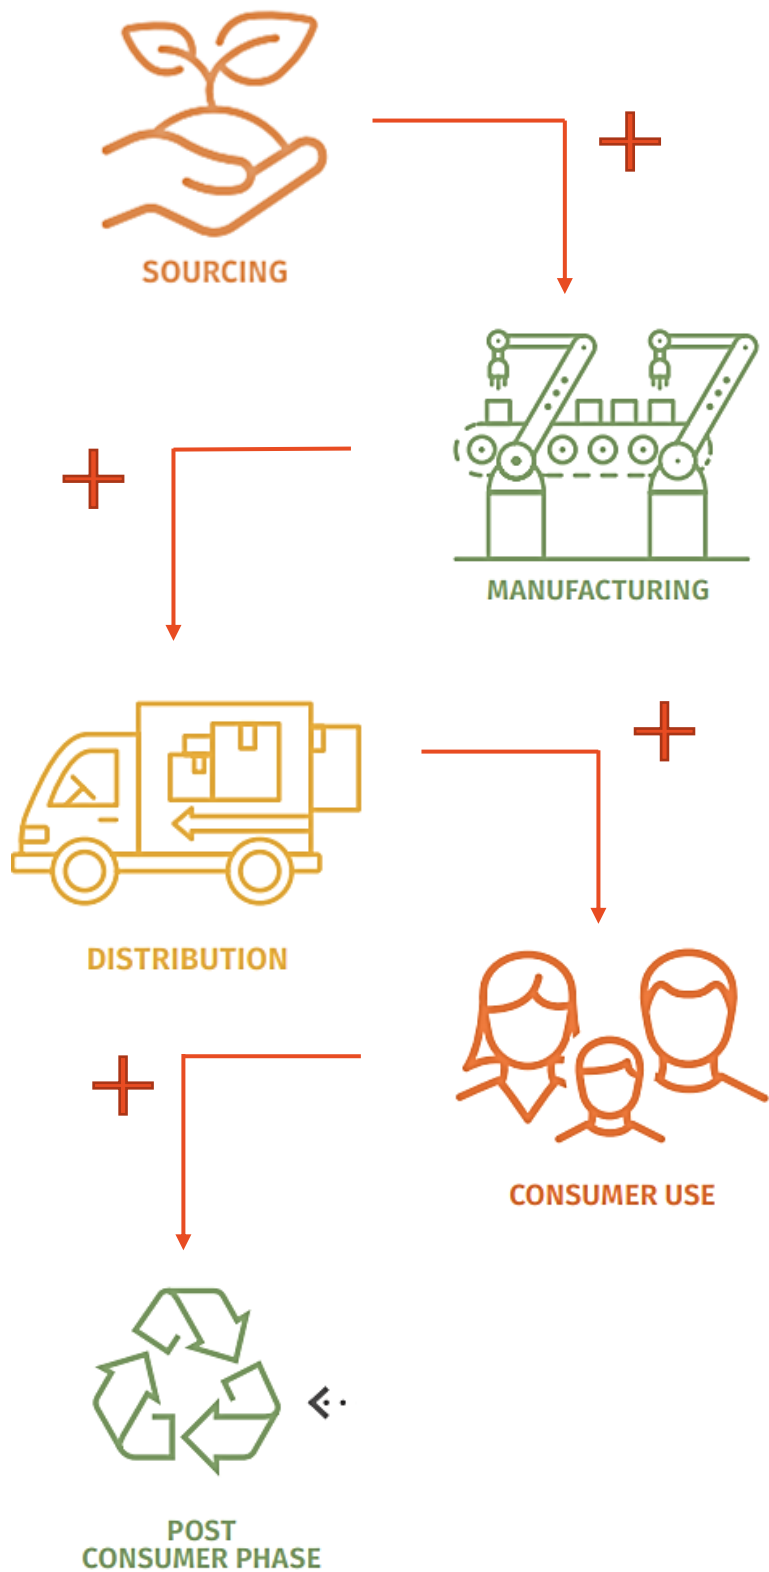 SOURCING
MANUFACTURING
DISTRIBUTION
CONSUMER USE
POST
CONSUMER PHASE